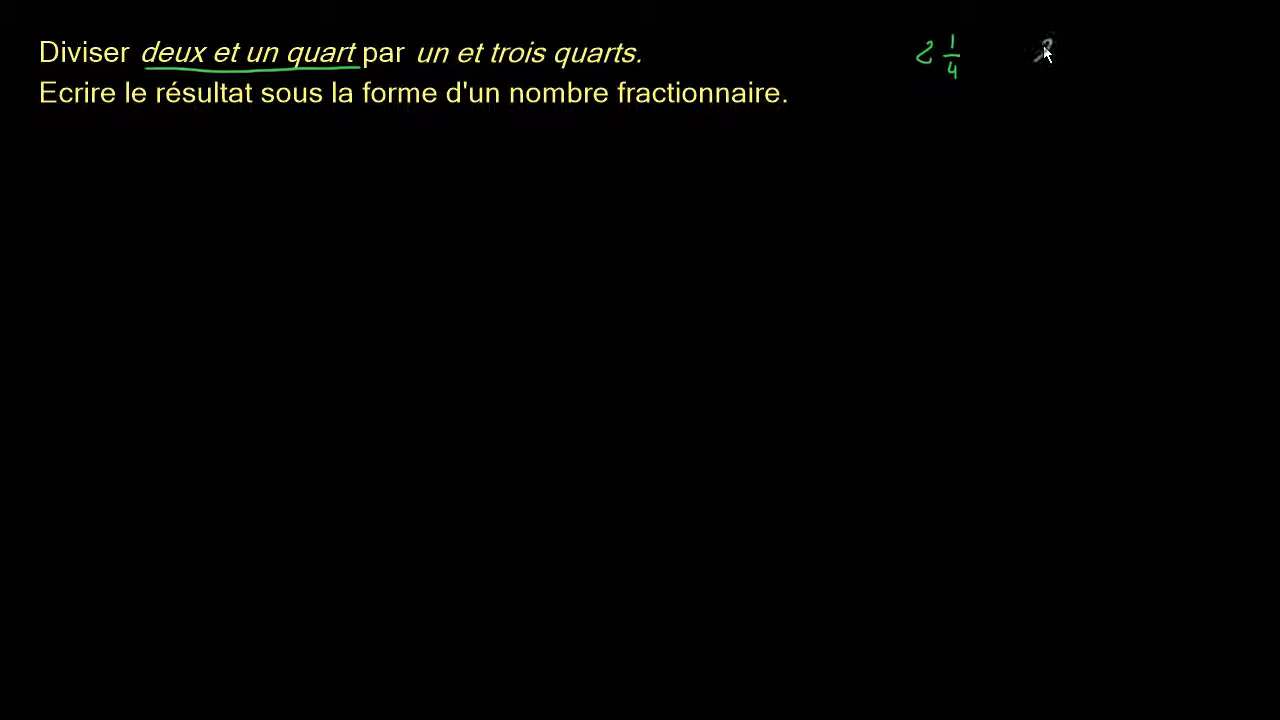 Diviser deux et un quart par un et trois quarts. 2 1/4
Ecrire le résultat sous la forme d'un nombre fractionnaire.